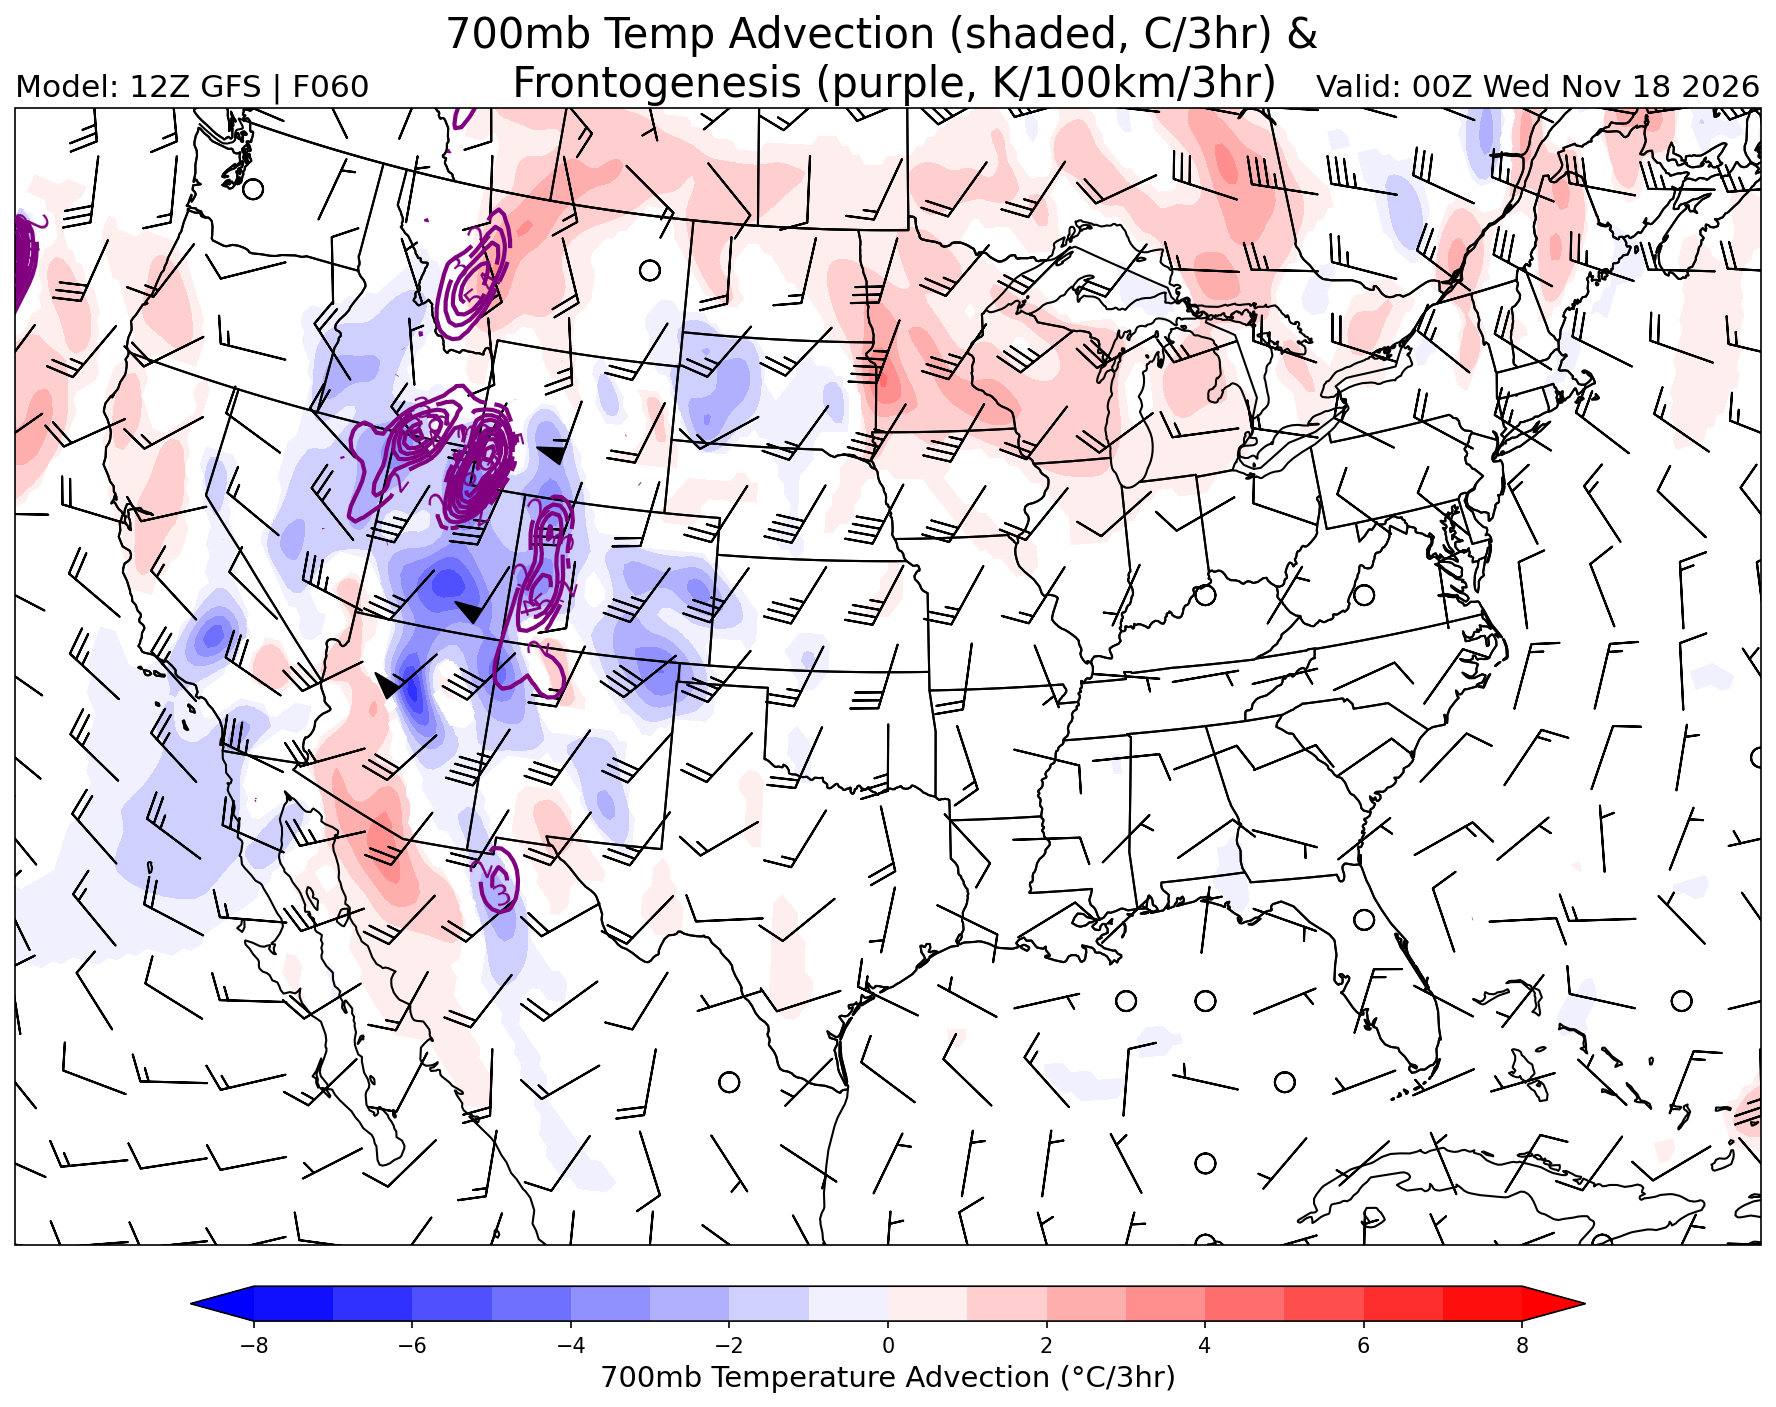 700mb Temp Advection (shaded, C/3hr) &
Model: 12Z GFS | F060 Frontogenesis (purple, K/100km/3hr) Valid: 00Z Wed Nov 18 2026
−8 −6 −4 −2 0 2 4 6 8
700mb Temperature Advection (°C/3hr)